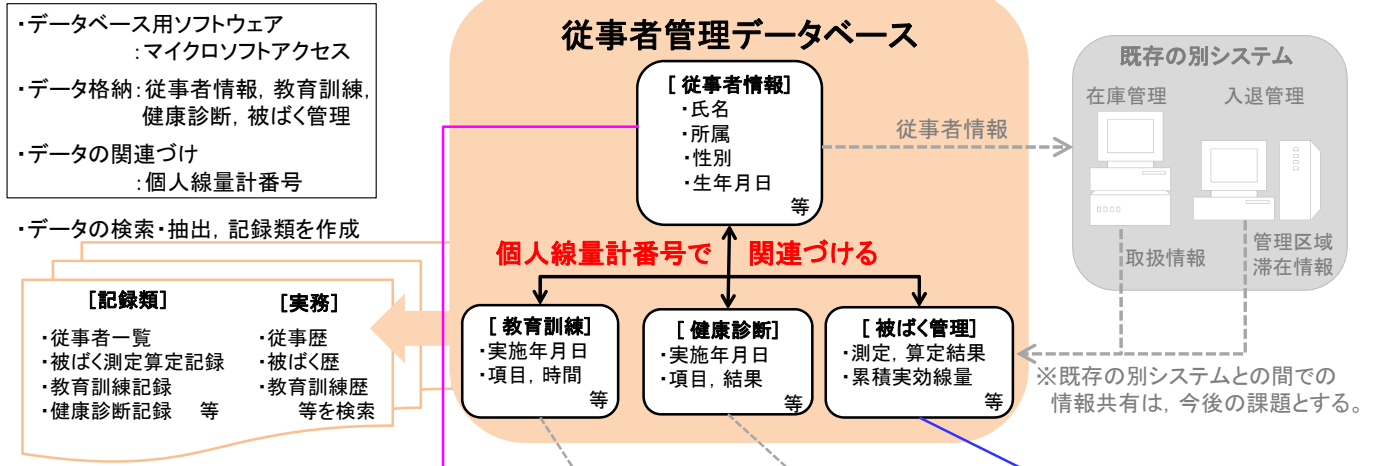 ・データベース用ソフトウェア
：マイクロソフトアクセス
・データ格納：従事者情報，教育訓練，
健康診断，被ばく管理
・データの関連づけ
：個人線量計番号
・データの検索・抽出，記録類を作成
[記録類]
・従事者一覧
・被ばく測定算定記録
・教育訓練記録
・健康診断記録　等
[実務]
・従事歴
・被ばく歴
・教育訓練歴
等を検索
従事者管理データベース
[従事者情報]
・氏名
・所属
・性別
・生年月日
等
個人線量計番号で　関連づける
[教育訓練]
・実施年月日
・項目，時間
等
[健康診断]
・実施年月日
・項目，結果
等
[被ばく管理]
・測定，算定結果
・累積実効線量
等
従事者情報
既存の別システム
在庫管理
入退管理
取扱情報
管理区域
滞在情報
※既存の別システムとの間での
情報共有は，今後の課題とする。